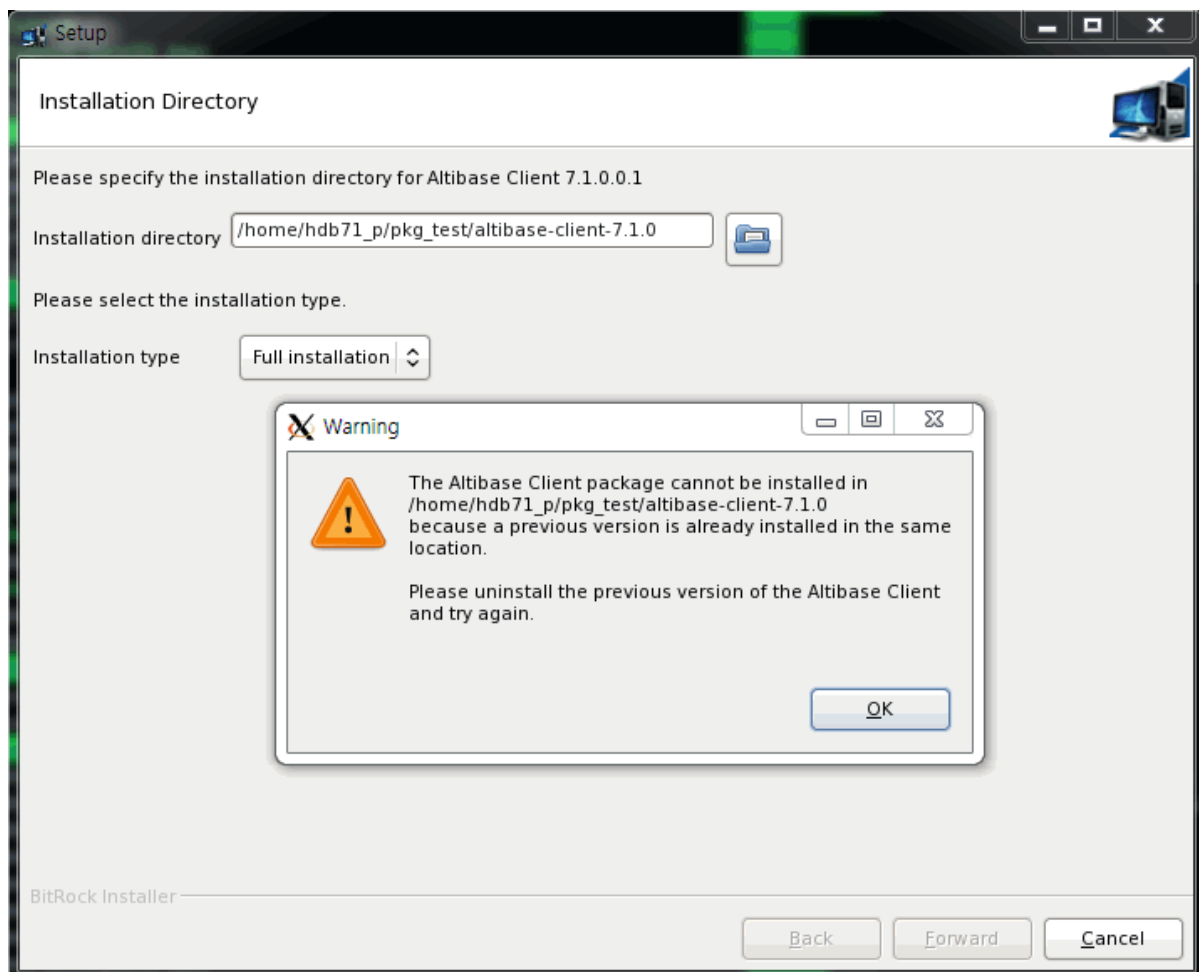 Setup
Installation Directory
Please specify the installation directory for Altibase Client 7.1.0.0.1
Installation directory /home/hdb71_p/pkg_test/altibase-client-7.1.0
Please select the installation type.
Installation type Full installation
Warning
The Altibase Client package cannot be installed in
/home/hdb71_p/pkg_test/altibase-client-7.1.0
because a previous version is already installed in the same
location.
Please uninstall the previous version of the Altibase Client
and try again.
OK
BitRock Installer
Back Forward Cancel